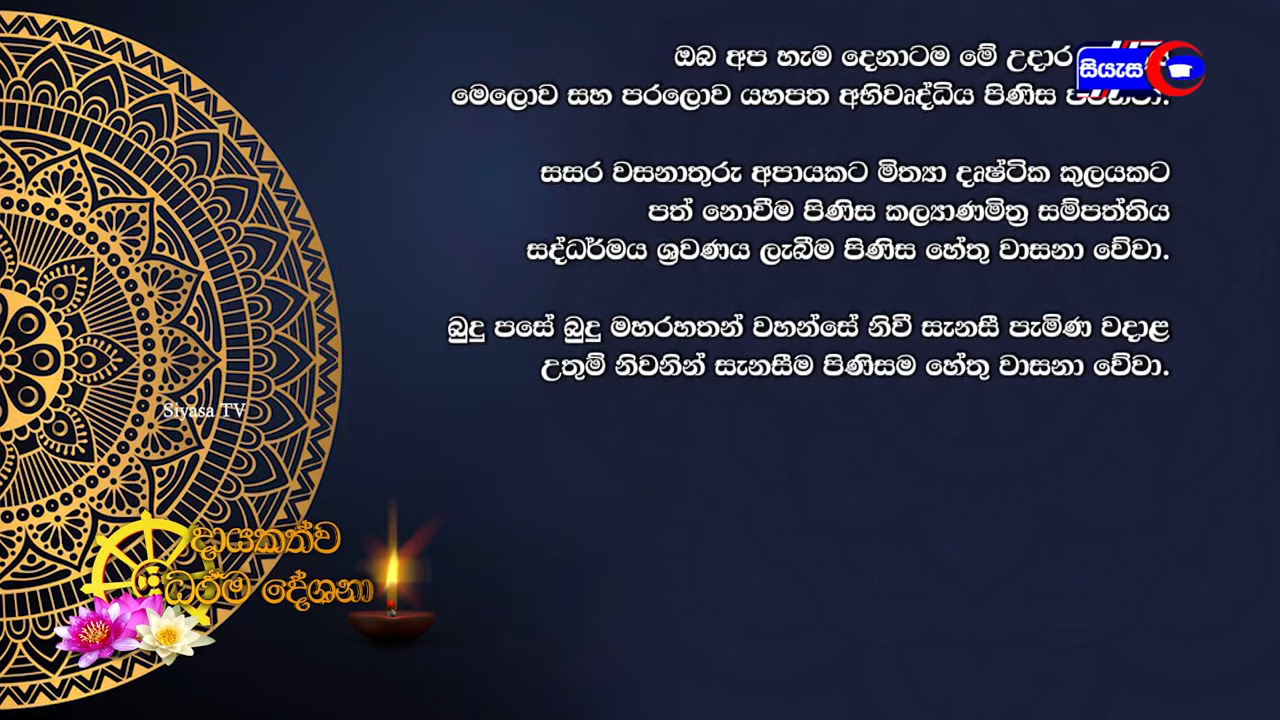 ඔබ අප හැම දෙනාටම මේ උදාර
මෙලොව සහ පරලොව යහපත අභිවෘද්ධිය පිණිස
සසර වසනාතුරු අපායකට මිත්‍යා දෘෂ්ටික කුලයකට
පත් නොවීම පිණිස කල්‍යාණමිත්‍ර සම්පත්තිය
සද්ධර්මය ශ්‍රවණය ලැබීම පිණිස හේතු වාසනා වේවා.
බුදු පසේ බුදු මහරහතන් වහන්සේ නිවී සැනසී පැමිණ වදාළ
උතුම් නිවනින් සැනසීම පිණිසම හේතු වාසනා වේවා.
සියැස
Siyasa TV
දායකත්ව
ධර්ම දේශනා